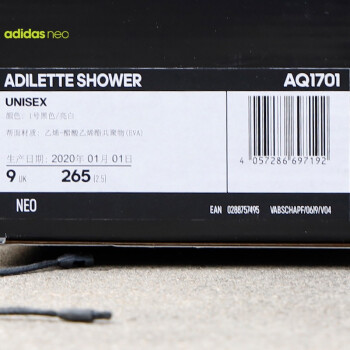 adidas neo
ADILETTE SHOWER AQ1701
UNISEX
颜色: 1号黑色/亮白
帮面材质: 乙烯-醋酸乙烯酯共聚物(EVA)
生产日期 2020年 01月 01日
9 UK 265 (2.5)
4 057286 697192
NEO EAN 0288757495 VABSCHAPF/06/9/V04